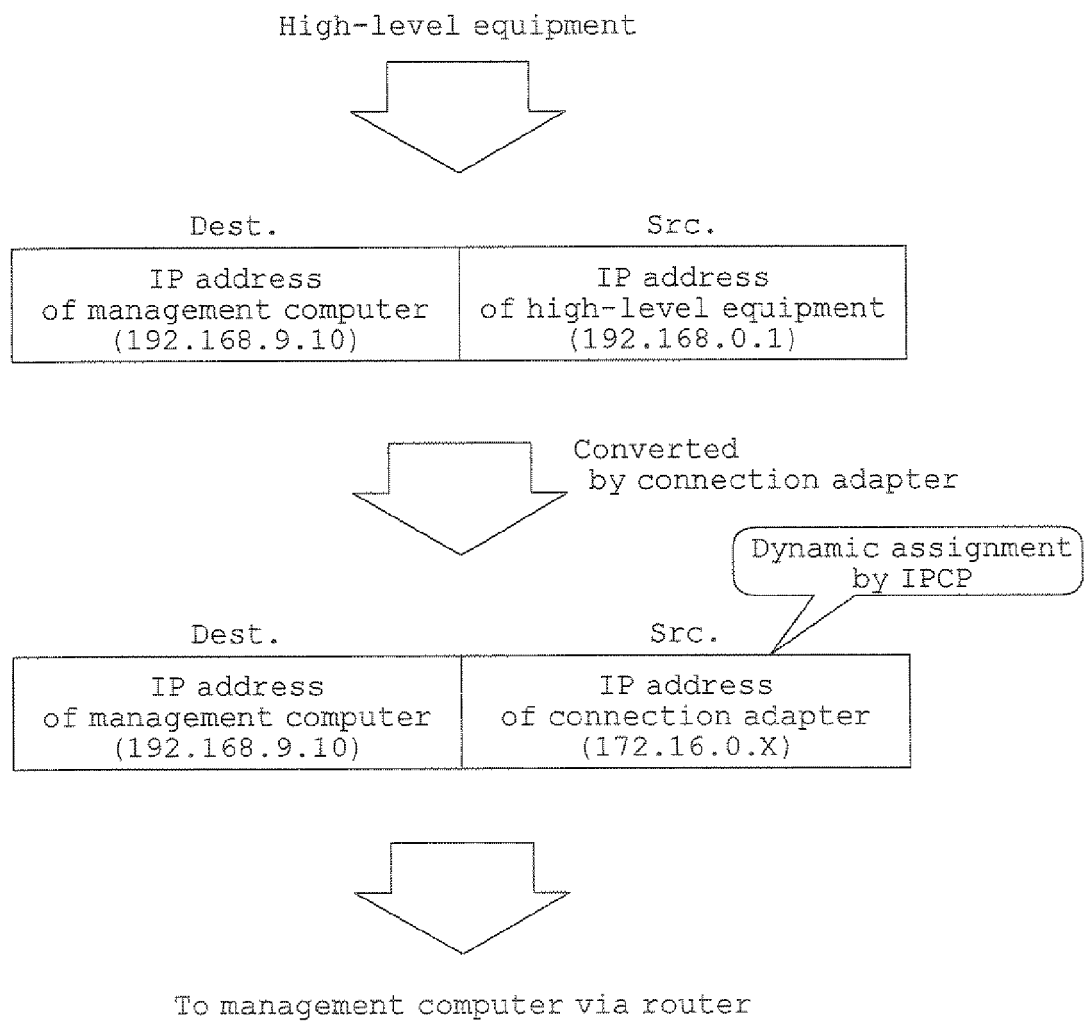 High-level equipment
Dest.
Src.
IP address
of management computer
(192.168.9.10)
IP address
of high-level equipment
(192.168.0.1)
Converted
by connection adapter
Dynamic assignment
by IPCP
Dest.
Src.
IP address
of management computer
(192.168.9.10)
IP address
of connection adapter
(172.16.0.X)
To management computer via router